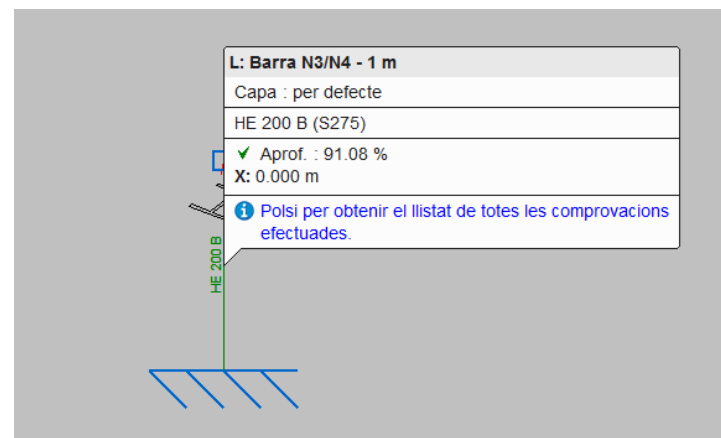 L: Barra N3/N4 - 1 m
Capa : per defecte
HE 200 B (S275)
Aprof. : 91.08 %
X: 0.000 m
Polsi per obtenir el llistat de totes les comprovacions
efectuades.
HE 200 B